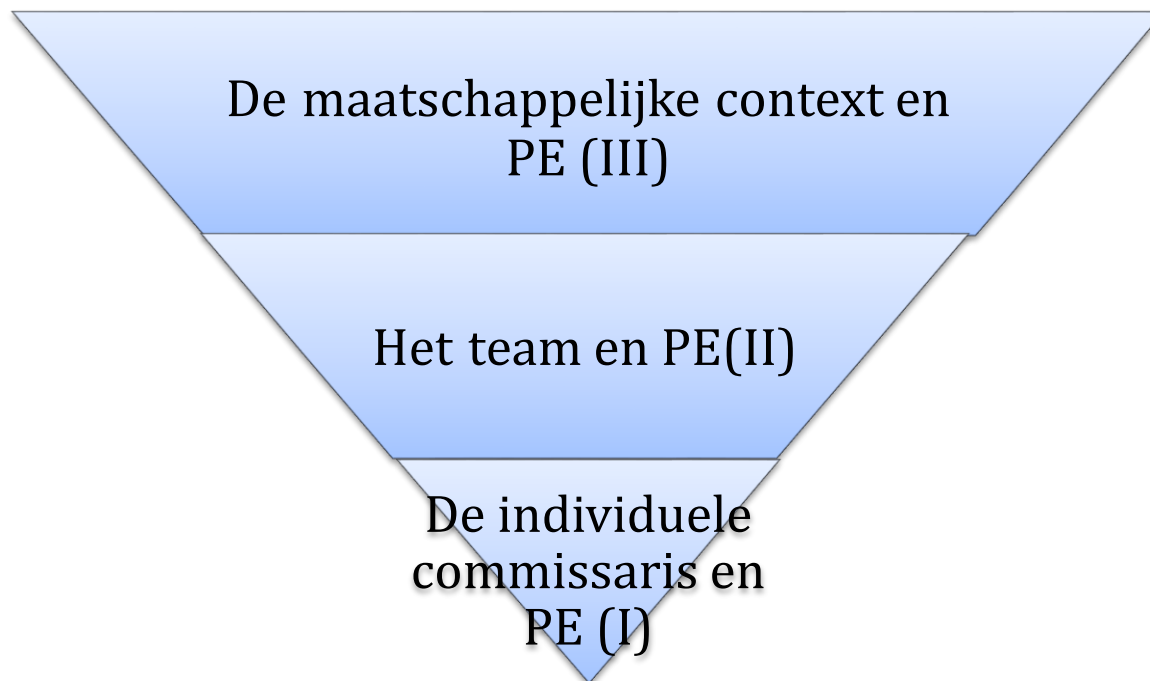 De maatschappelijke context en
PE (III)
Het team en PE(II)
De individuele
commissaris en
PE (I)